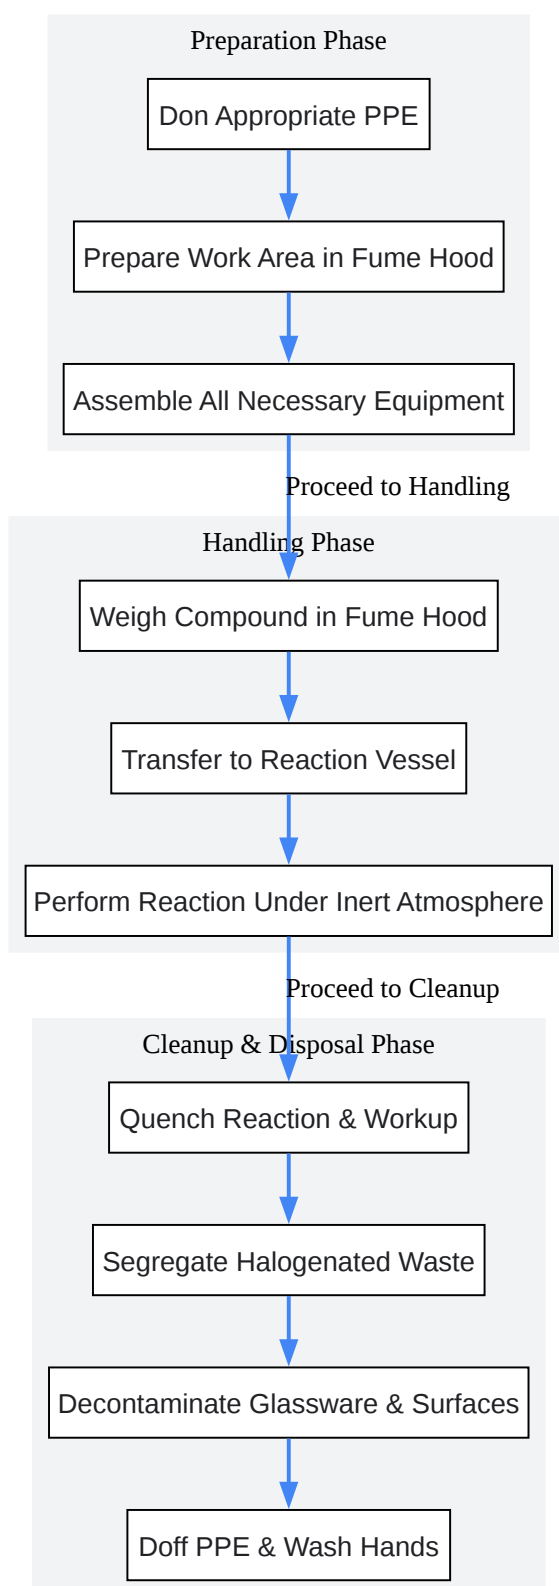 Preparation Phase
Don Appropriate PPE
Prepare Work Area in Fume Hood
Assemble All Necessary Equipment
Proceed to Handling
Handling Phase
Weigh Compound in Fume Hood
Transfer to Reaction Vessel
Perform Reaction Under Inert Atmosphere
Proceed to Cleanup
Cleanup & Disposal Phase
Quench Reaction & Workup
Segregate Halogenated Waste
Decontaminate Glassware & Surfaces
Doff PPE & Wash Hands